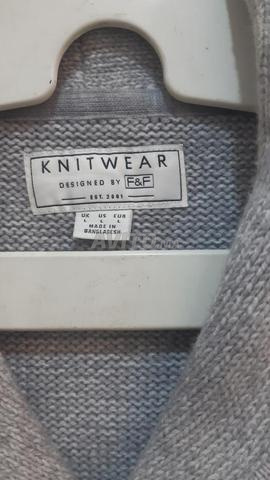 KNITWEAR
DESIGNED BY F&F
EST. 2001
UK US EUR
L L L
MADE IN
BANGLADESH